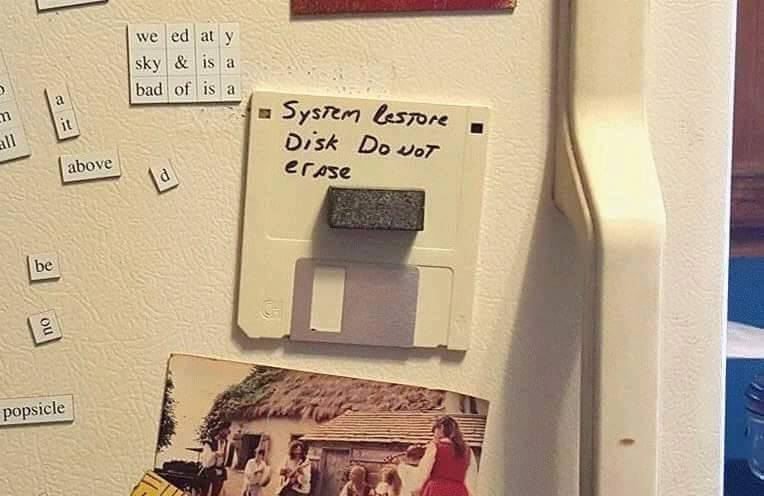 we ed at y
sky & is a
bad of is a
a
it
all
above
d
System Restore
Disk Do not
erase
be
no
popsicle